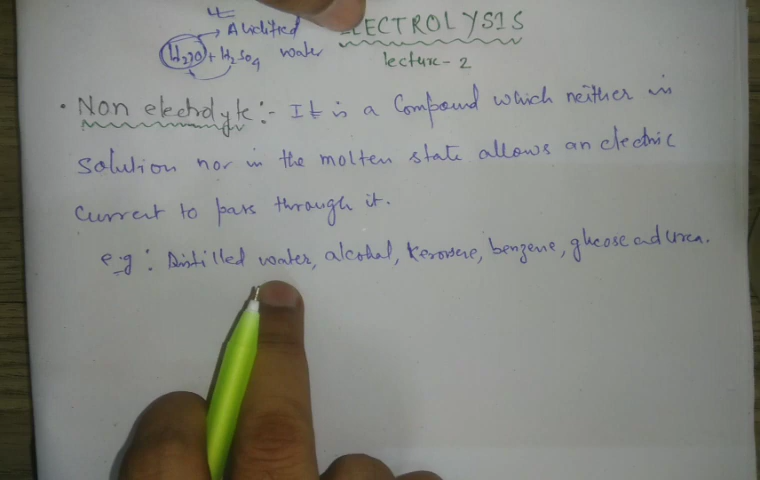 Acidified
ELECTROLYSIS
H2O + H2SO4 water
lecture - 2
• Non electrolyte :- It is a Compound which neither in
solution nor in the molten state allows an electric
current to pass through it.
e.g : Distilled water, alcohol, Kerosene, benzene, glucose and Urea.